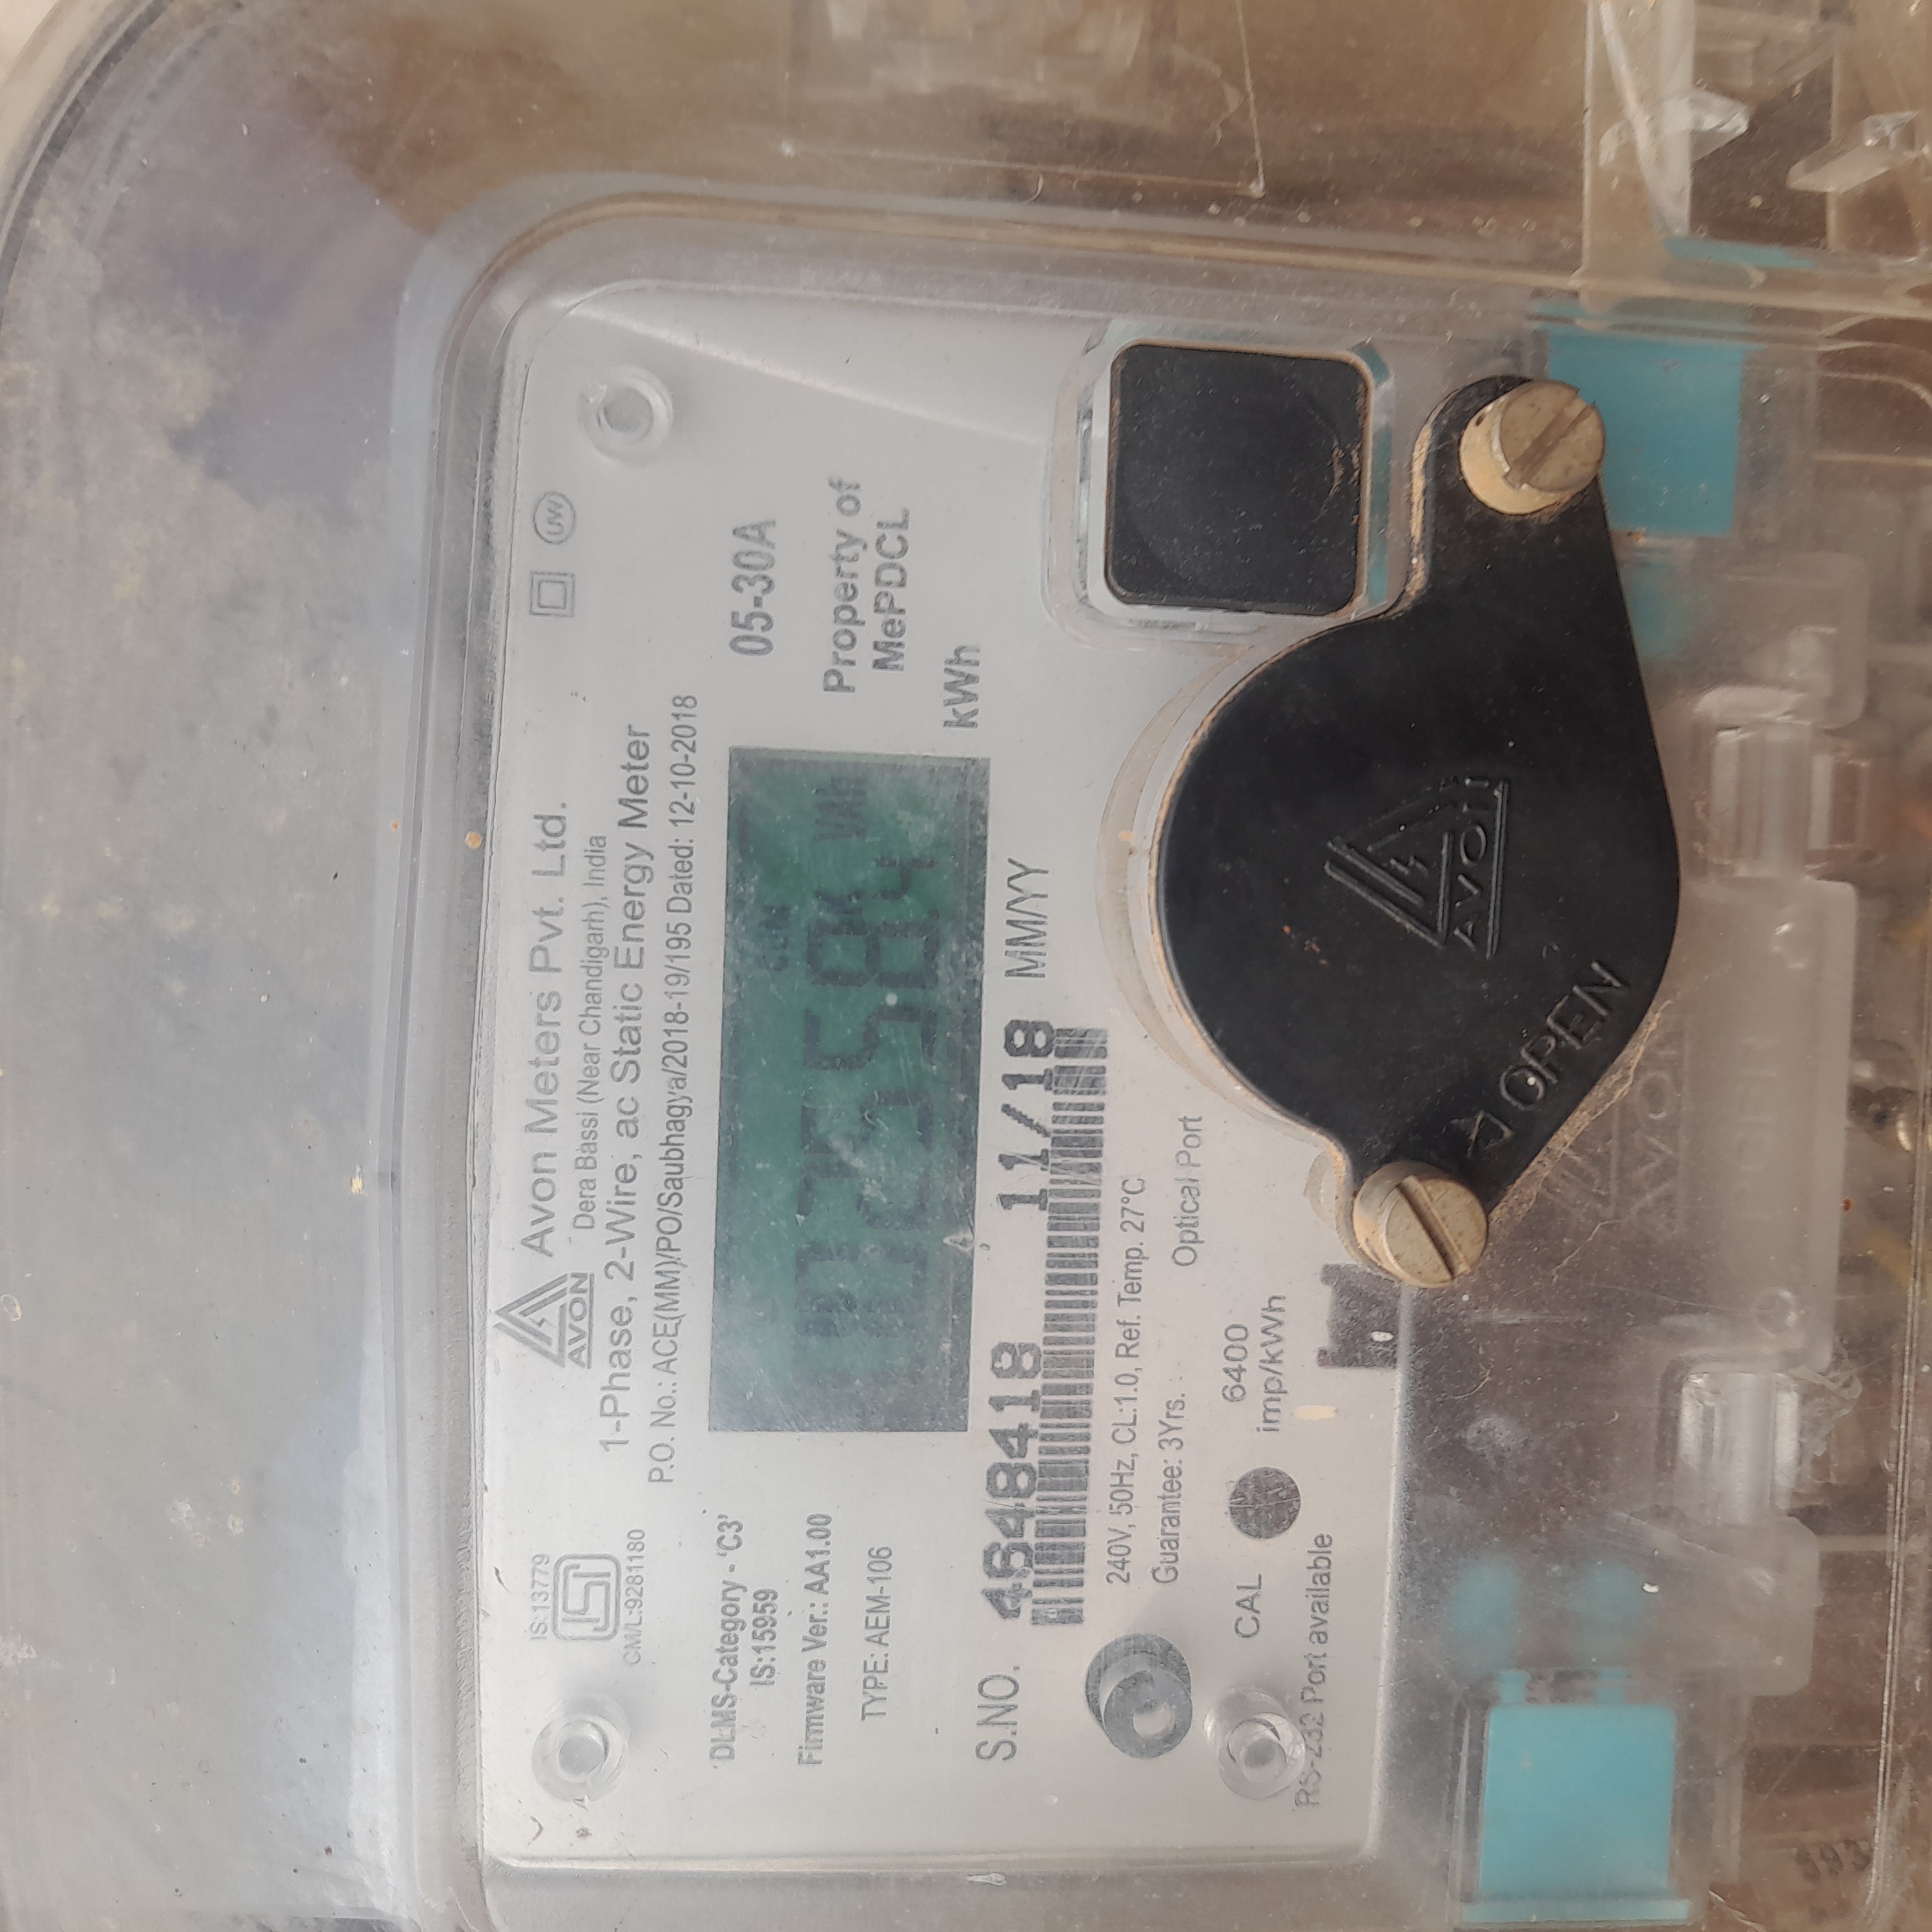 AVON
Avon Meters Pvt. Ltd.
Dera Bassi (Near Chandigarh), India
UW
IS:13779
CM/L:9281180
1-Phase, 2-Wire, ac Static Energy Meter
P.O. No.: ACE(MM)/PO/Saubhagya/2018-19/195 Dated: 12-10-2018
'DLMS-Category - 'C3'
IS:15959
Firmware Ver.: AA1.00
TYPE: AEM-106
05-30A
Property of
MePDCL
kWh
S.NO. 4648418 11/18 MM/YY
240V, 50Hz, CL:1.0, Ref. Temp. 27°C
Guarantee: 3Yrs.
Optical Port
CAL
6400
imp/kWh
RS-232 Port available
AVON
OPEN